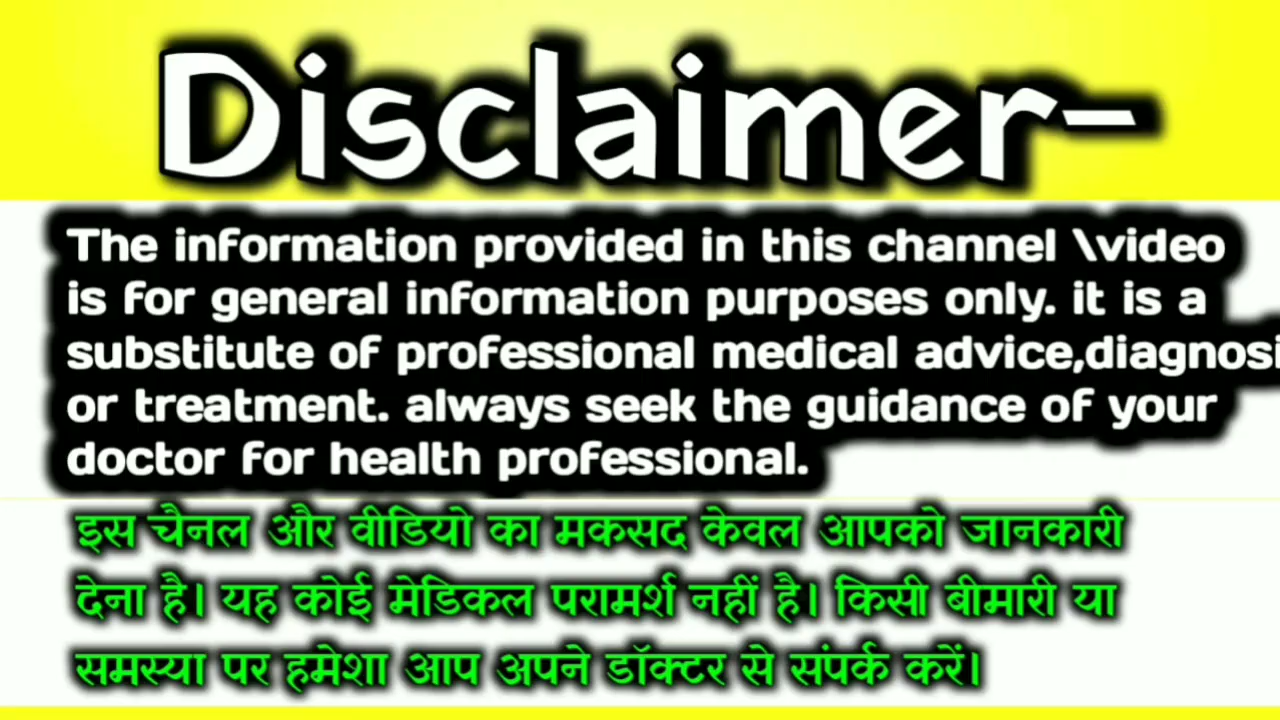 Disclaimer-
The information provided in this channel \video
is for general information purposes only. it is a
substitute of professional medical advice,diagnosi
or treatment. always seek the guidance of your
doctor for health professional.
इस चैनल और वीडियो का मकसद केवल आपको जानकारी
देना है। यह कोई मेडिकल परामर्श नहीं है। किसी बीमारी या
समस्या पर हमेशा आप अपने डॉक्टर से संपर्क करें।